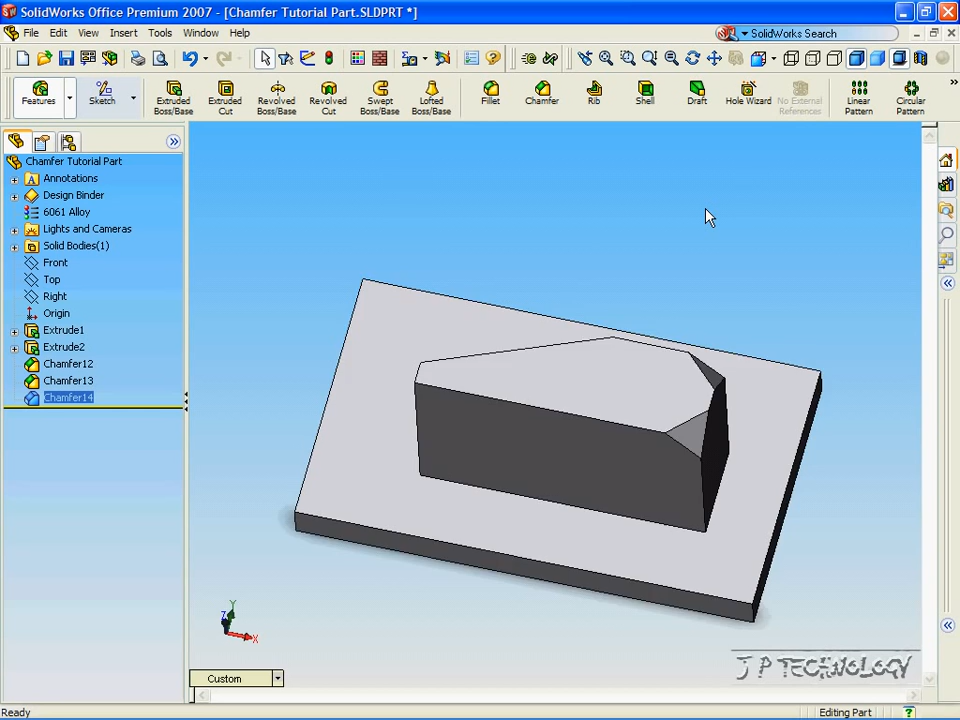 SolidWorks Office Premium 2007 - [Chamfer Tutorial Part.SLDPRT *]
File Edit View Insert Tools Window Help SolidWorks Search
Features Sketch Extruded Boss/Base Extruded Cut Revolved Boss/Base Revolved Cut Swept Boss/Base Lofted Boss/Base Fillet Chamfer Rib Shell Draft Hole Wizard No External References Linear Pattern Circular Pattern
Chamfer Tutorial Part
Annotations
Design Binder
6061 Alloy
Lights and Cameras
Solid Bodies(1)
Front
Top
Right
Origin
Extrude1
Extrude2
Chamfer12
Chamfer13
Chamfer14
Y
Z
X
J P TECHNOLOGY
Custom
Ready Editing Part